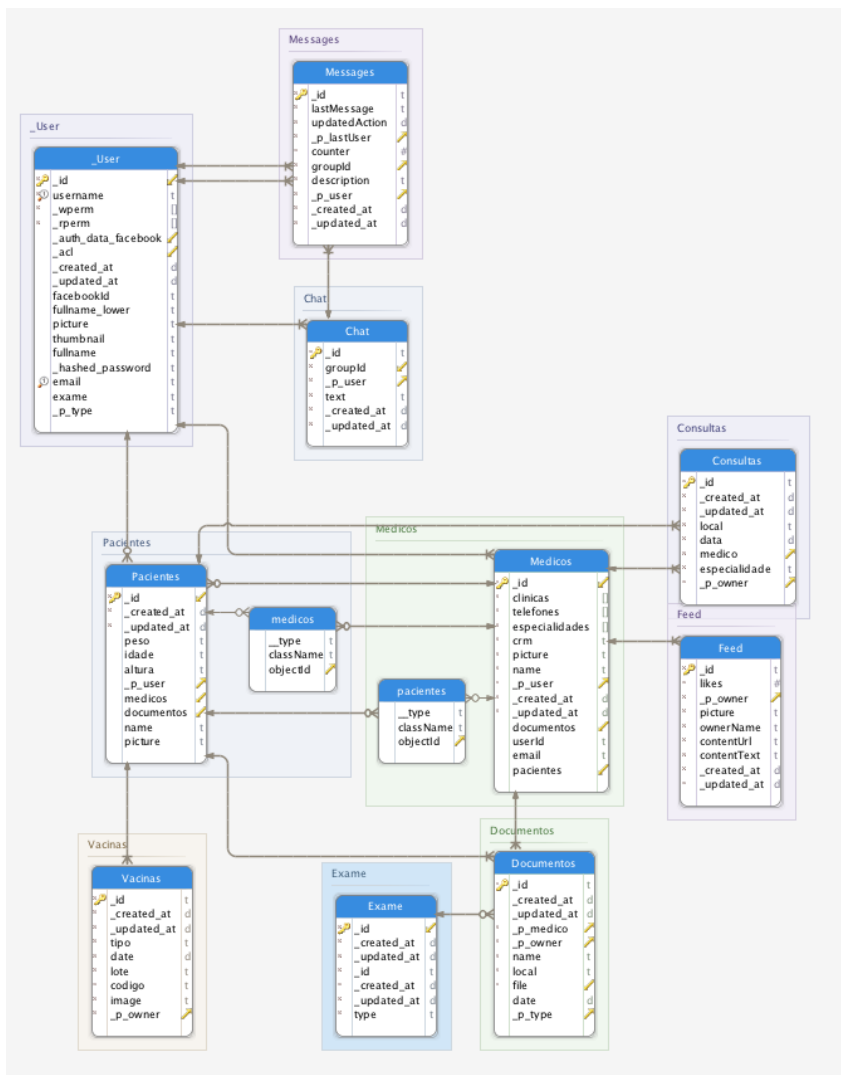 Messages
Messages
_id t
lastMessage t
updatedAction d
_p_lastUser
counter #
groupId
description t
_p_user
_created_at d
_updated_at d
_User
_User
_id
username t
_wperm []
_rperm []
_auth_data_facebook
_acl
_created_at d
_updated_at d
facebookId t
fullname_lower t
picture t
thumbnail t
fullname t
_hashed_password t
email t
exame t
_p_type t
Chat
Chat
_id t
groupId
_p_user
text t
_created_at d
_updated_at d
Consultas
Consultas
_id t
_created_at d
_updated_at d
local t
data d
medico
especialidade t
_p_owner
Pacientes
Pacientes
_id
_created_at d
_updated_at d
peso t
idade t
altura t
_p_user
medicos
documentos
name t
picture t
medicos
__type t
className t
objectId
Medicos
Medicos
_id
clinicas []
telefones []
especialidades []
crm t
picture t
name t
_p_user
_created_at d
_updated_at d
documentos
userId t
email t
pacientes
pacientes
__type t
className t
objectId
Feed
Feed
_id t
likes #
_p_owner
picture t
ownerName t
contentUrl t
contentText t
_created_at d
_updated_at d
Vacinas
Vacinas
_id t
_created_at d
_updated_at d
tipo t
date d
lote t
codigo t
image t
_p_owner
Exame
Exame
_id
_created_at d
_updated_at d
_id t
_created_at d
_updated_at d
type t
Documentos
Documentos
_id t
_created_at d
_updated_at d
_p_medico
_p_owner
name t
local t
file
date d
_p_type